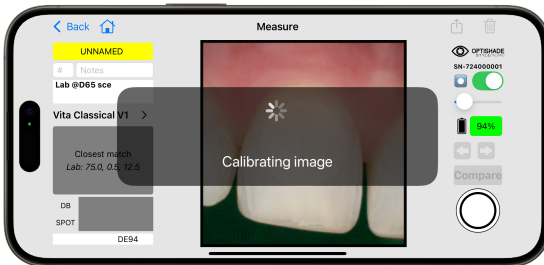 Back
Measure
UNNAMED
# Notes
Lab @D65 sce
Vita Classical V1
Closest match
Lab: 75.0, 0.5, 12.5
DB
SPOT
DE94
Calibrating image
OPTISHADE
SN-724000001
94%
Compare